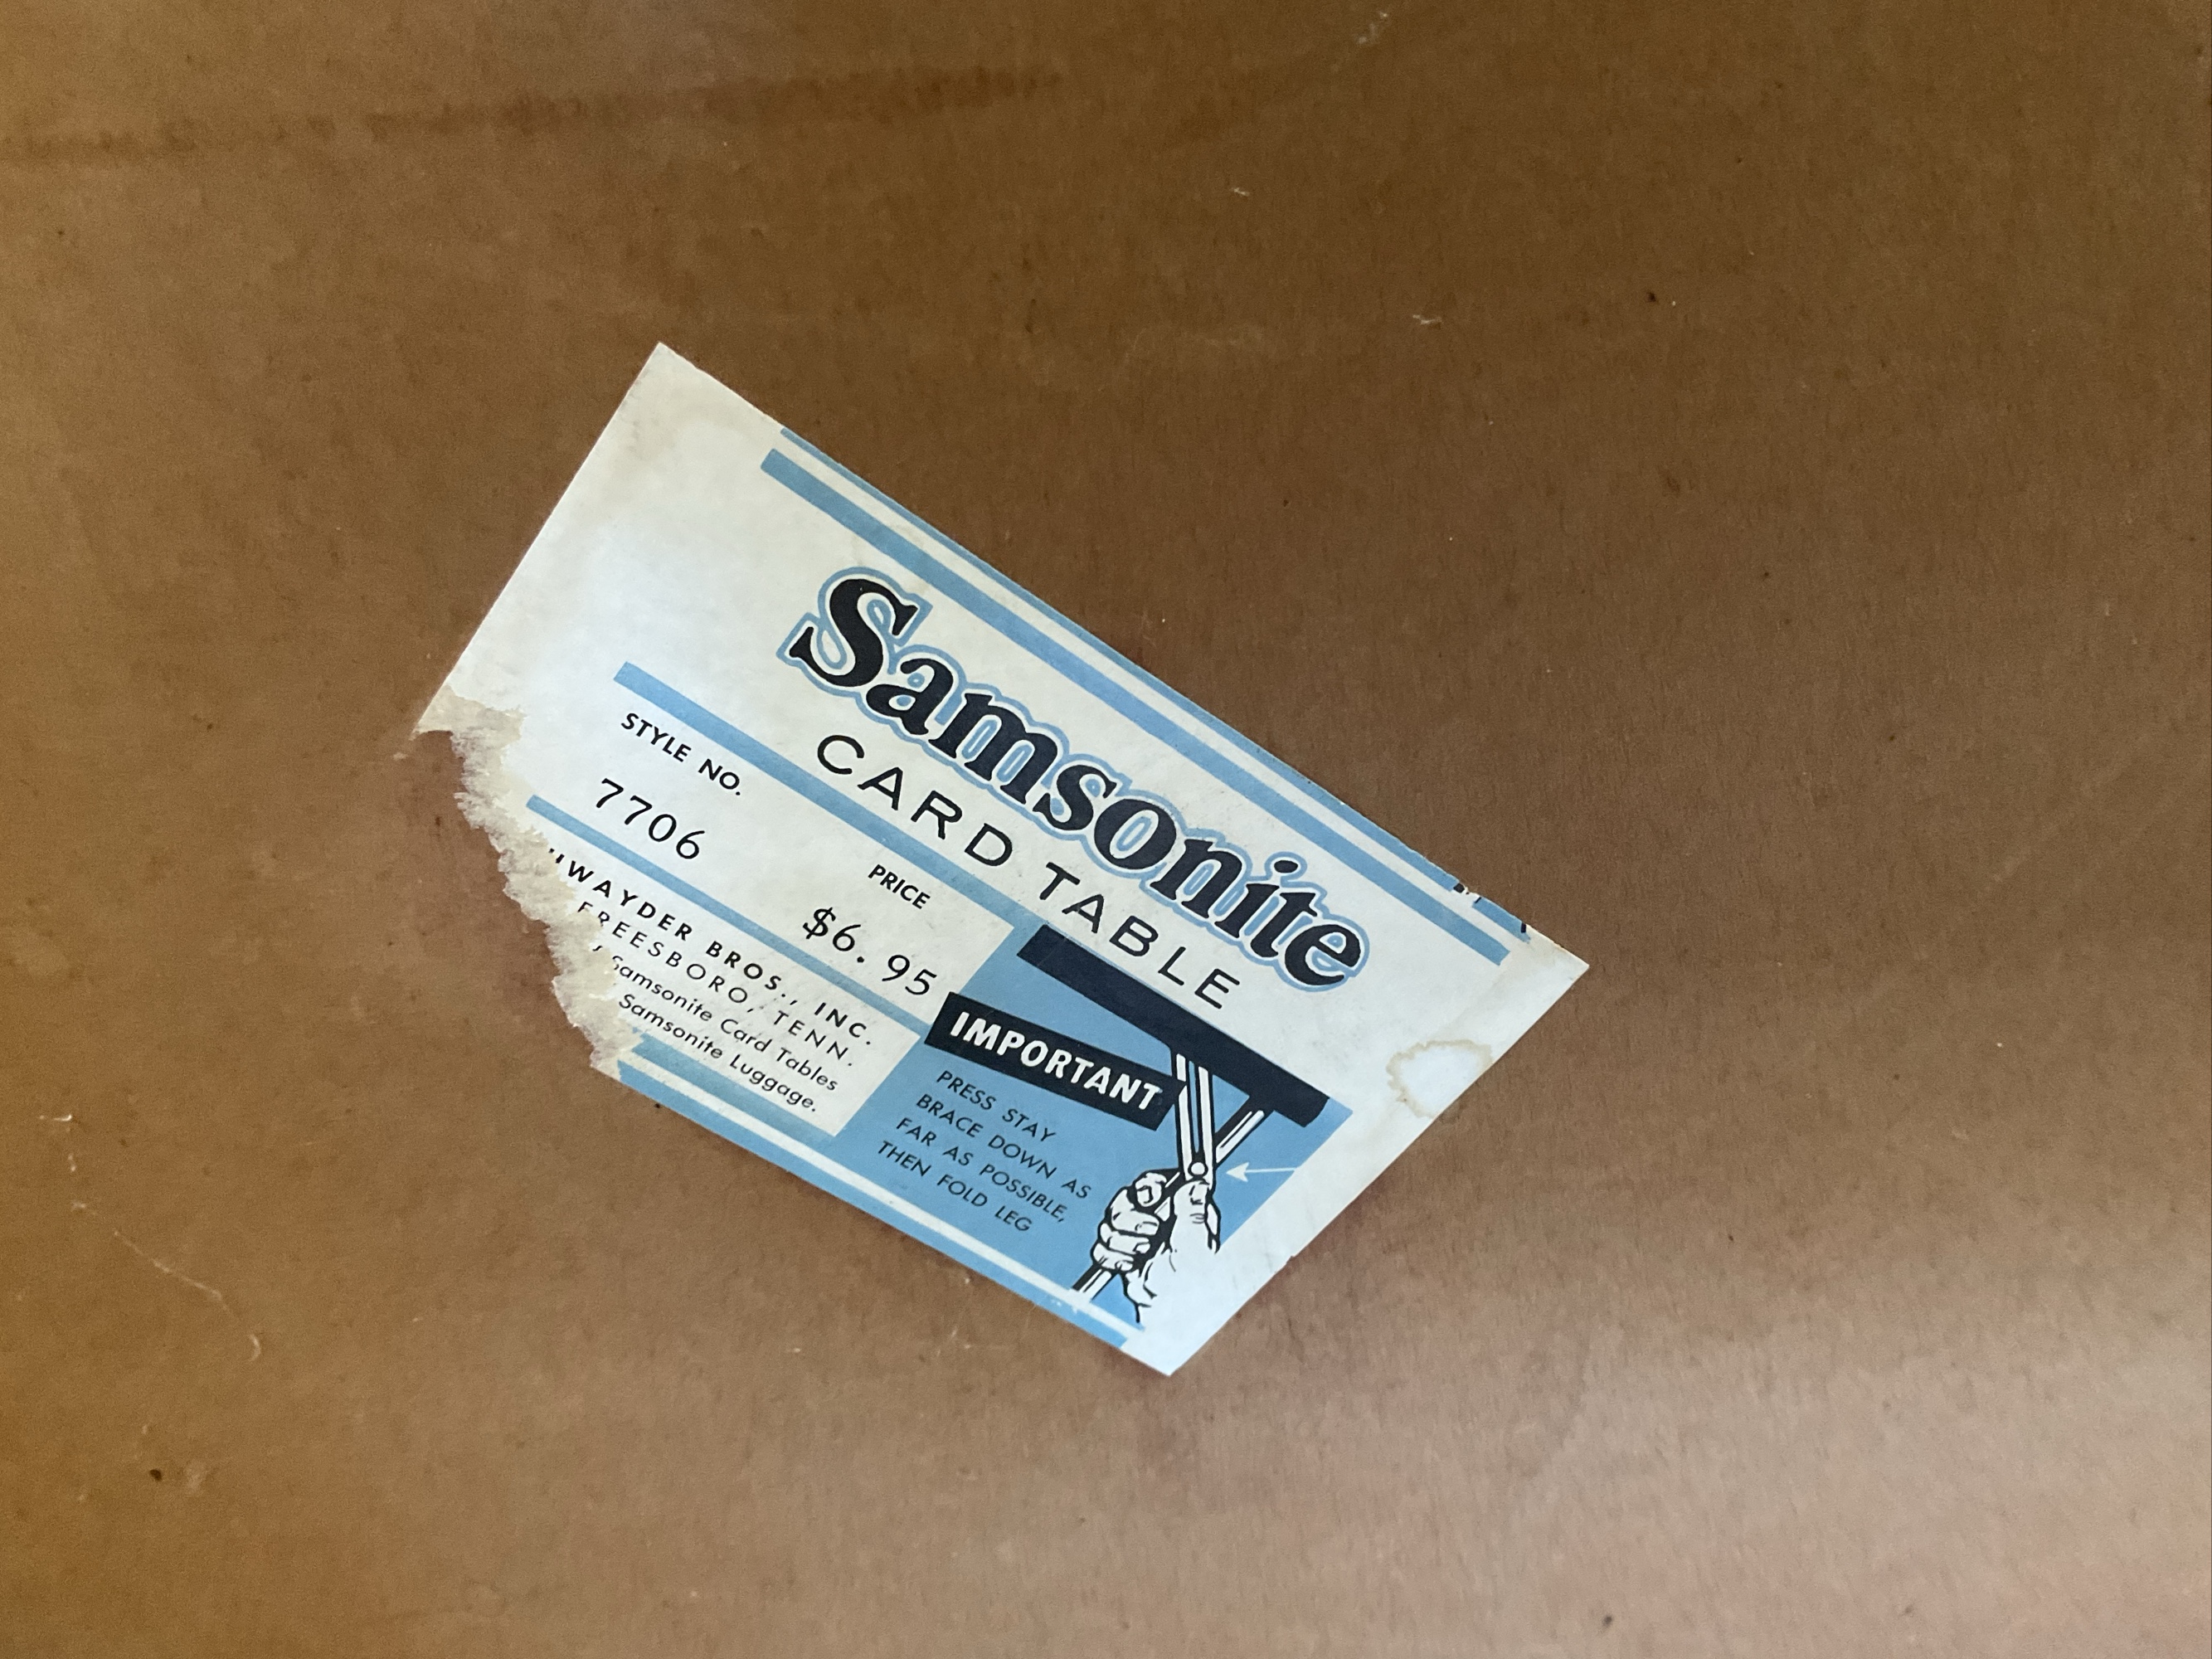 Samsonite
CARD TABLE
STYLE NO.
7706
PRICE
$6.95
WAYDER BROS., INC.
REESBORO, TENN.
Samsonite Card Tables
Samsonite Luggage.
IMPORTANT
PRESS STAY
BRACE DOWN AS
FAR AS POSSIBLE,
THEN FOLD LEG